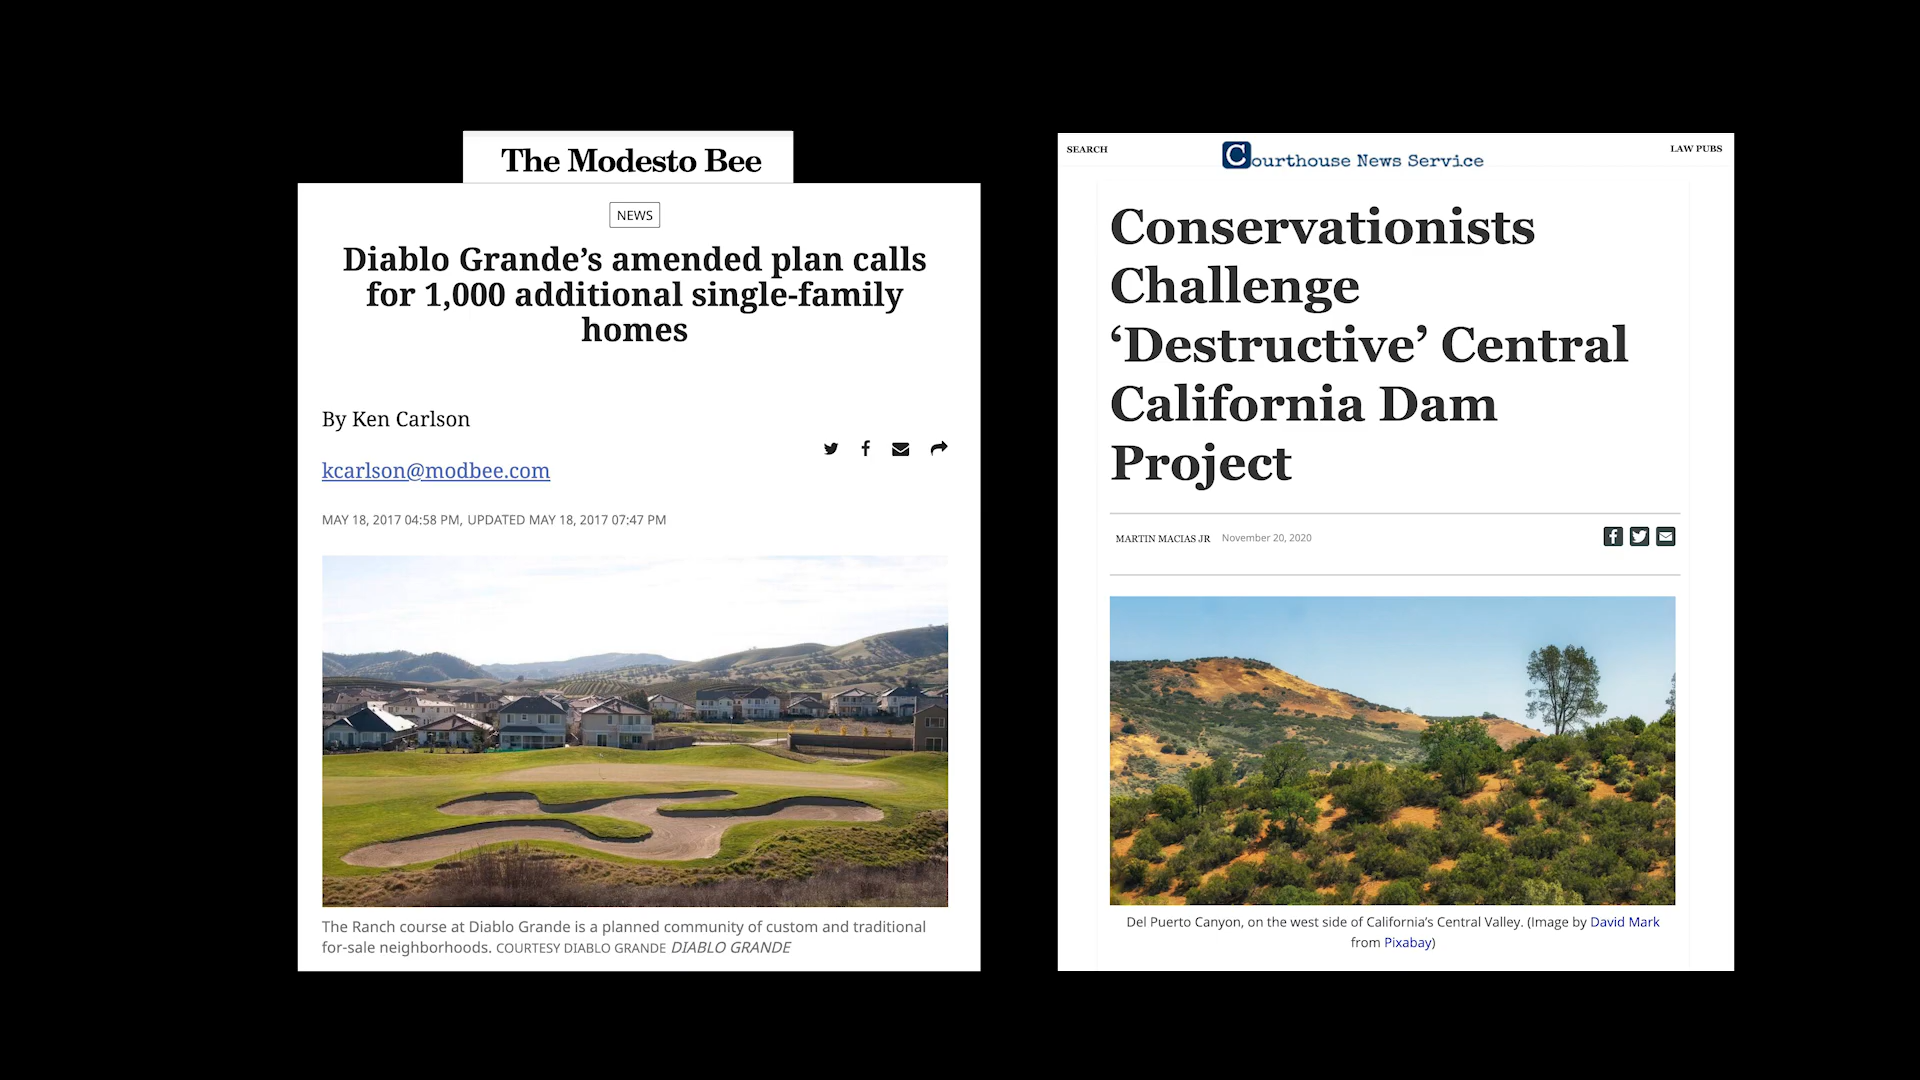 The Modesto Bee
NEWS
Diablo Grande’s amended plan calls
for 1,000 additional single-family
homes
By Ken Carlson
kcarlson@modbee.com
MAY 18, 2017 04:58 PM, UPDATED MAY 18, 2017 07:47 PM
The Ranch course at Diablo Grande is a planned community of custom and traditional
for-sale neighborhoods. COURTESY DIABLO GRANDE DIABLO GRANDE
SEARCH
Courthouse News Service
LAW PUBS
Conservationists
Challenge
‘Destructive’ Central
California Dam
Project
MARTIN MACIAS JR November 20, 2020
Del Puerto Canyon, on the west side of California’s Central Valley. (Image by David Mark
from Pixabay)